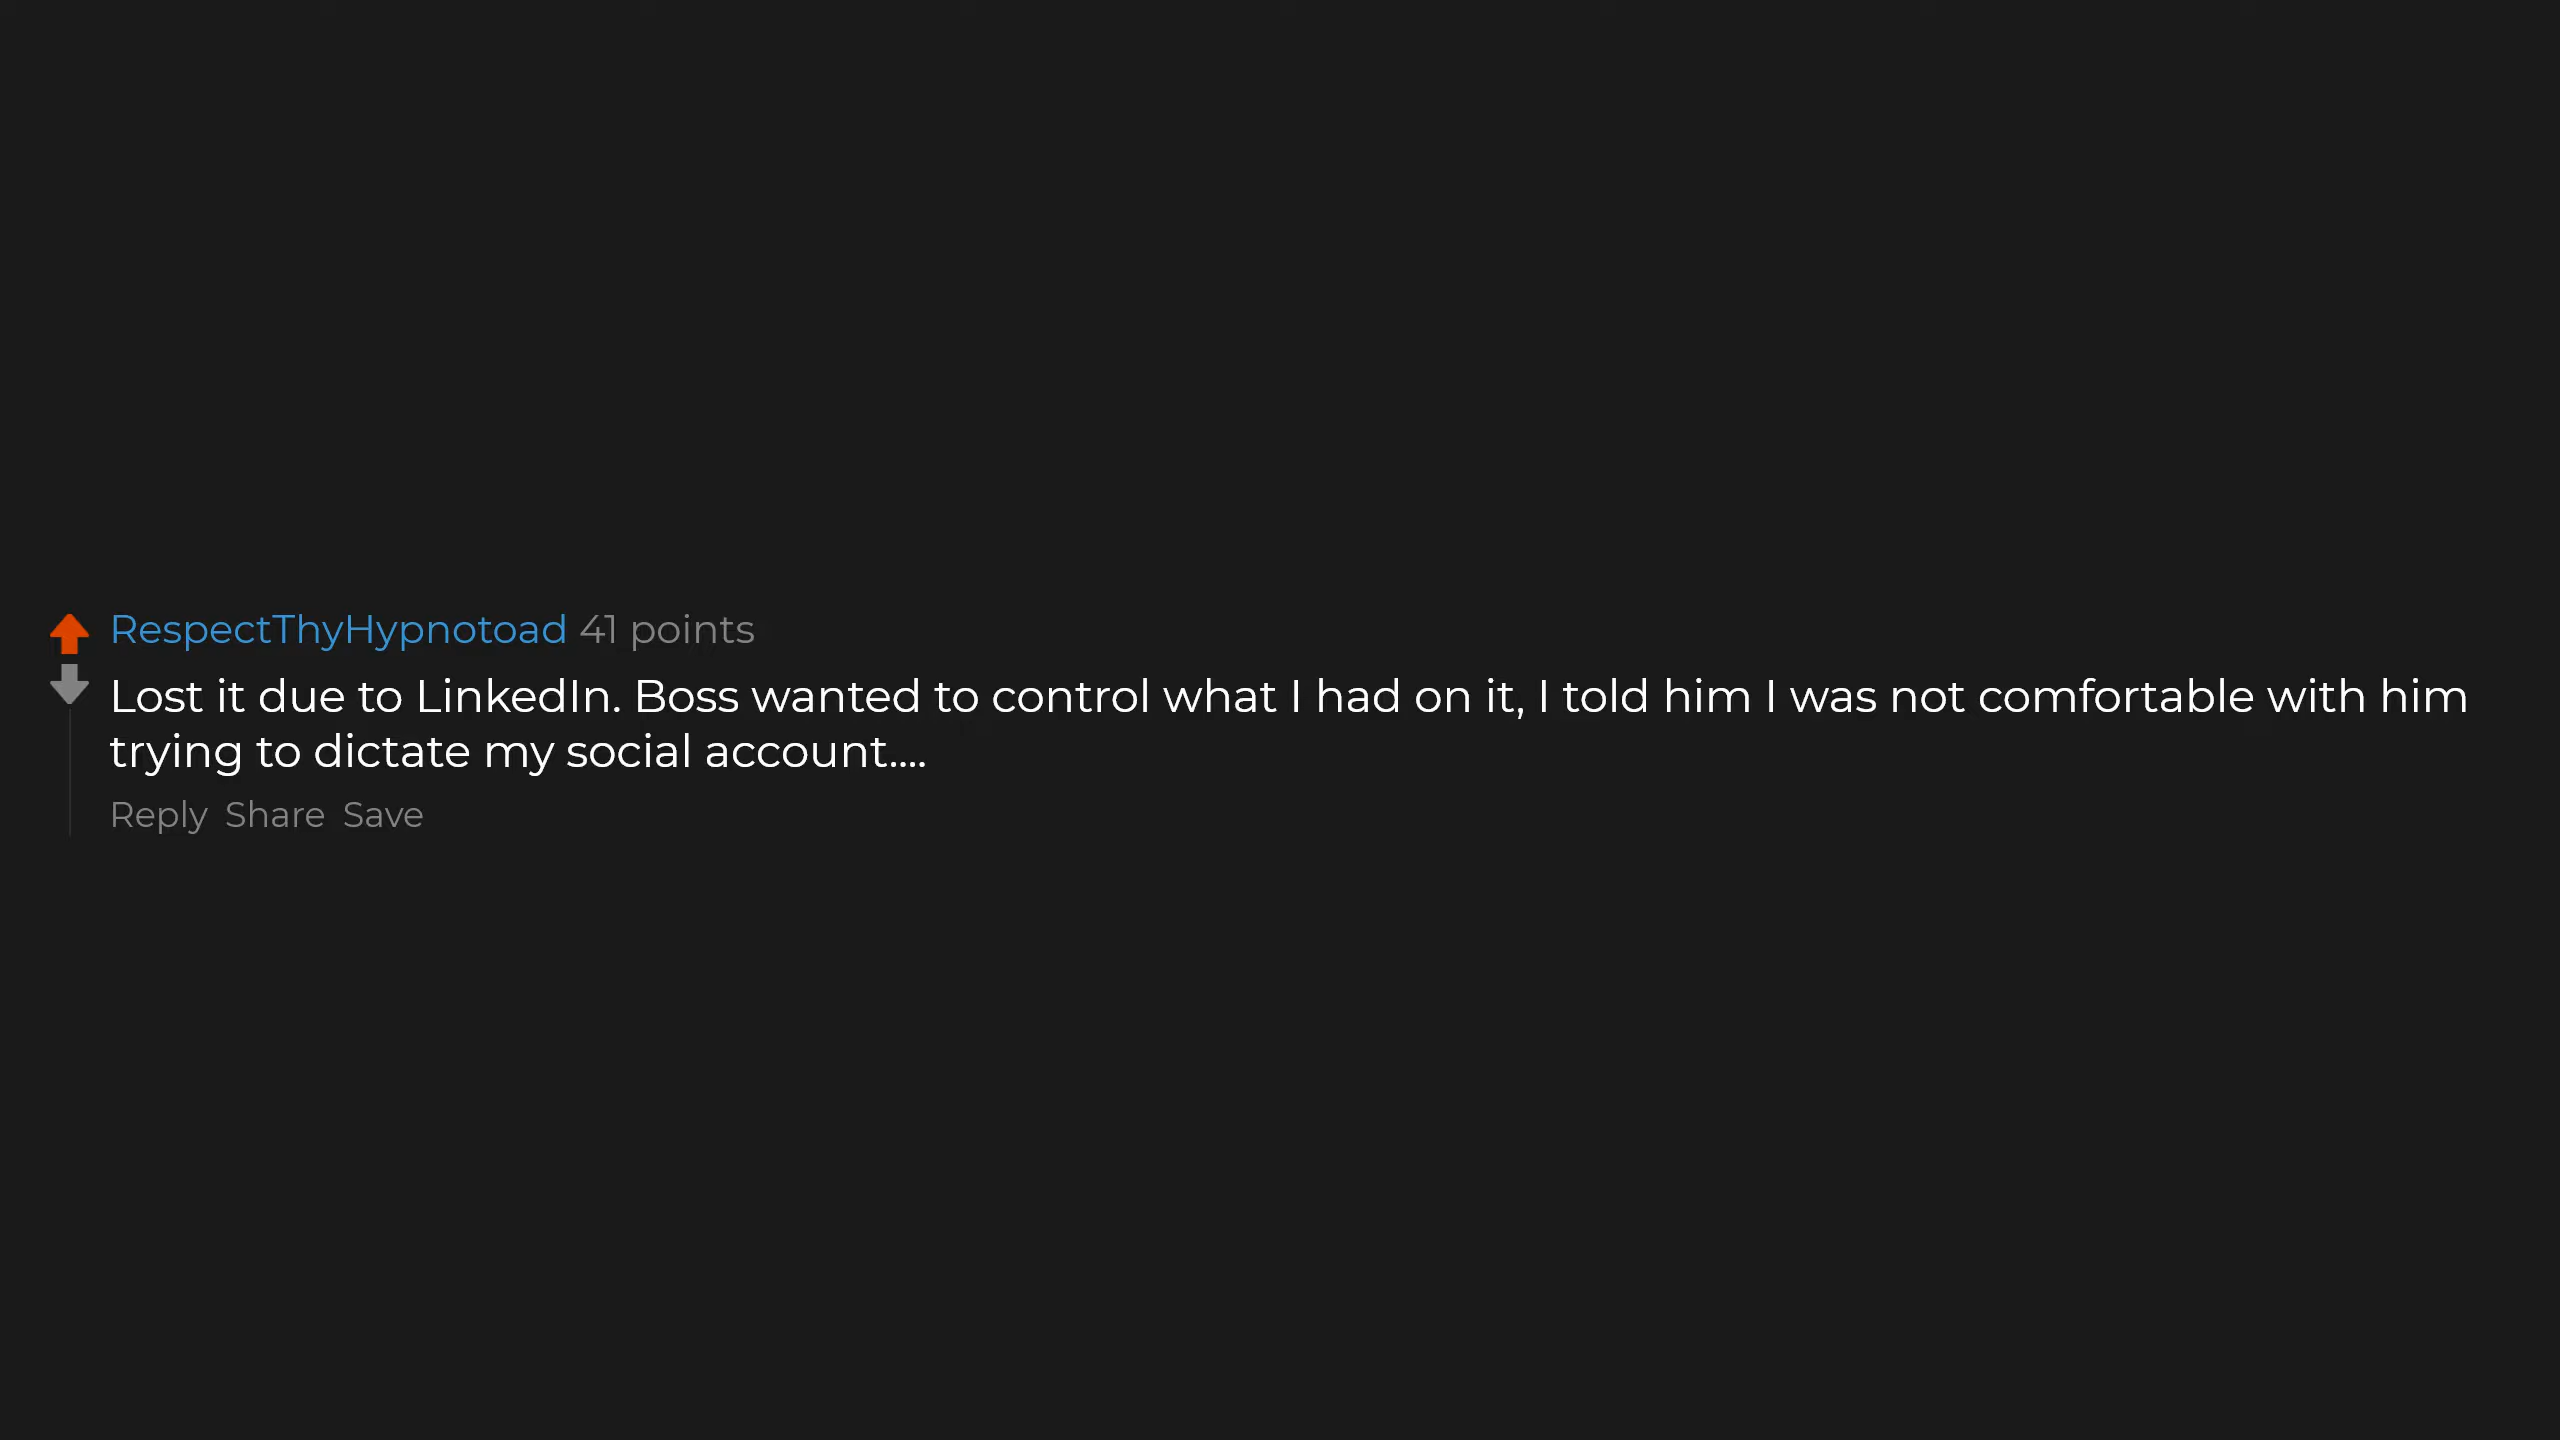 RespectThyHypnotoad 41 points
Lost it due to LinkedIn. Boss wanted to control what I had on it, I told him I was not comfortable with him
trying to dictate my social account....
Reply Share Save